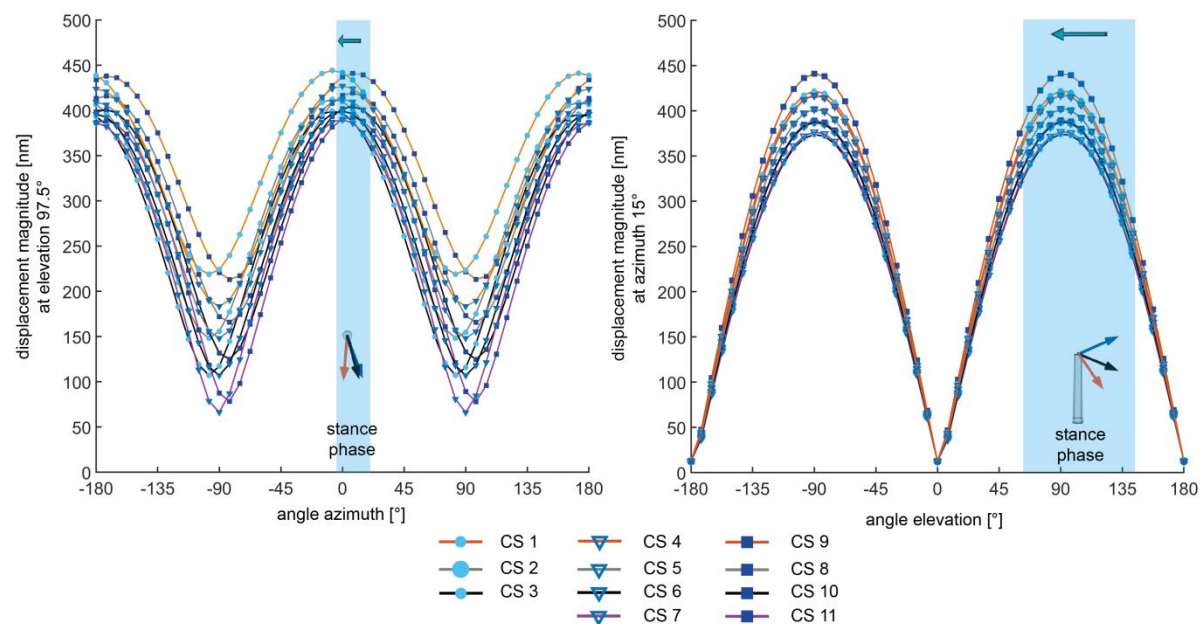 displacement magnitude [nm]
at elevation 97.5°
500
450
400
350
300
250
200
150
100
50
0
-180
-135
-90
-45
0
45
90
135
180
angle azimuth [°]
stance
phase
displacement magnitude [nm]
at azimuth 15°
500
450
400
350
300
250
200
150
100
50
0
-180
-135
-90
-45
0
45
90
135
180
angle elevation [°]
stance
phase
CS 1
CS 4
CS 9
CS 2
CS 5
CS 8
CS 3
CS 6
CS 10
CS 7
CS 11